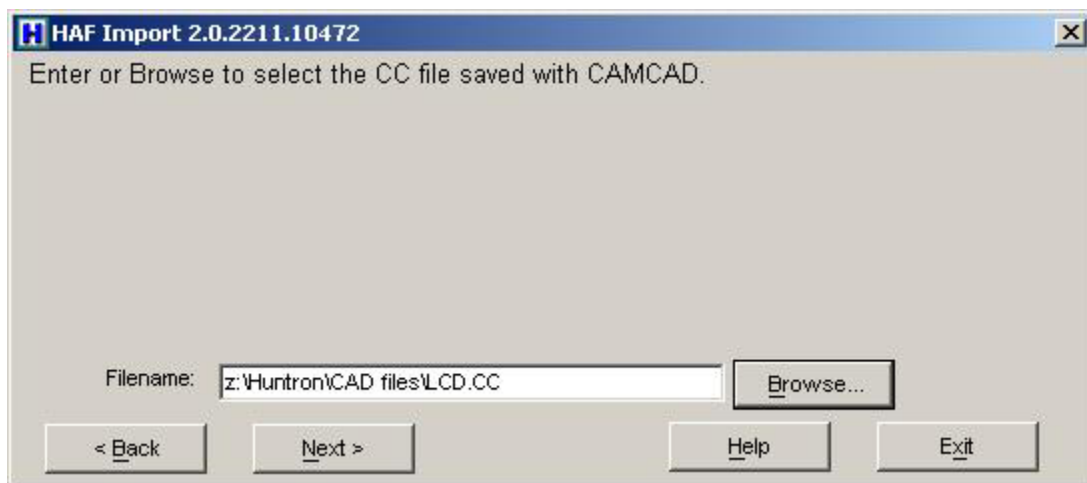 H HAF Import 2.0.2211.10472
Enter or Browse to select the CC file saved with CAMCAD.
Filename: z:\Huntron\CAD files\LCD.CC Browse...
< Back Next > Help Exit